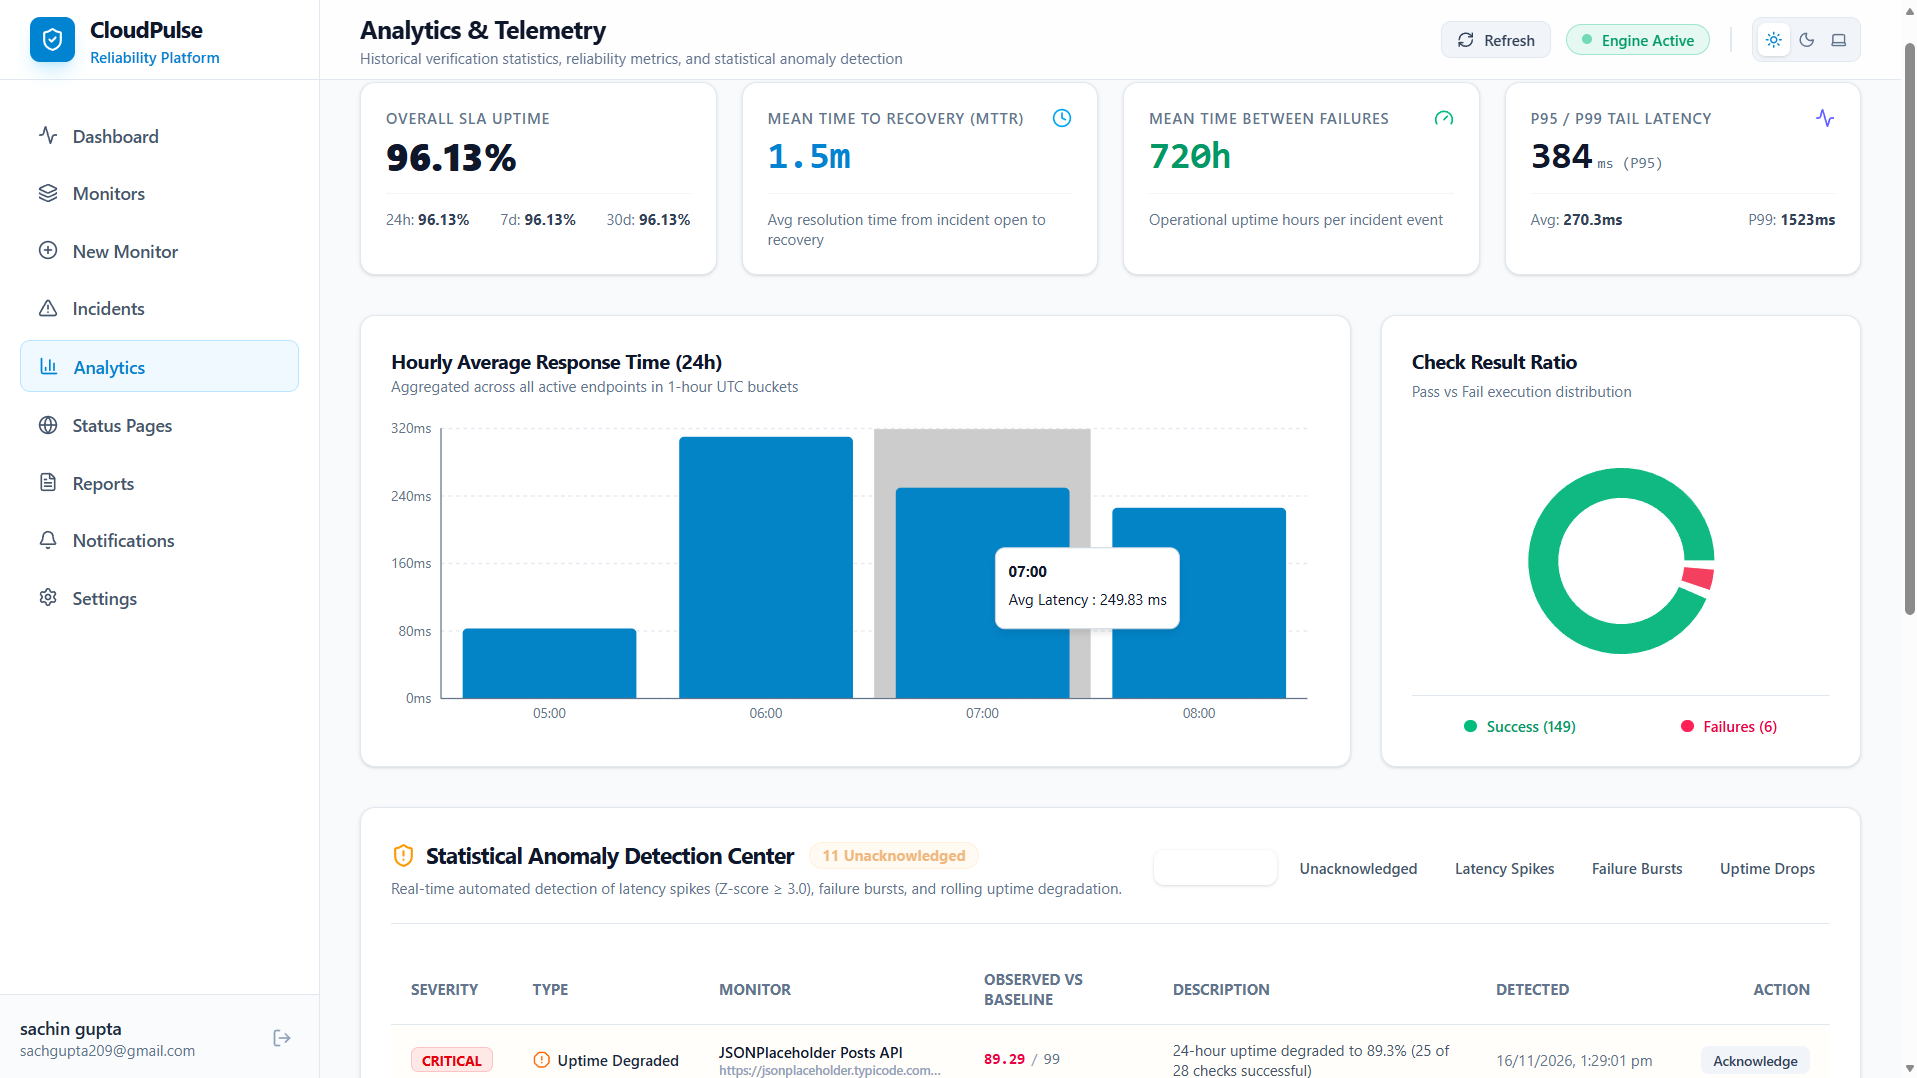 CloudPulse
Reliability Platform
Dashboard
Monitors
New Monitor
Incidents
Analytics
Status Pages
Reports
Notifications
Settings
sachin gupta
sachgupta209@gmail.com
Analytics & Telemetry
Historical verification statistics, reliability metrics, and statistical anomaly detection
Refresh
Engine Active
OVERALL SLA UPTIME
96.13%
24h: 96.13% 7d: 96.13% 30d: 96.13%
MEAN TIME TO RECOVERY (MTTR)
1.5m
Avg resolution time from incident open to
recovery
MEAN TIME BETWEEN FAILURES
720h
Operational uptime hours per incident event
P95 / P99 TAIL LATENCY
384 ms (P95)
Avg: 270.3ms P99: 1523ms
Hourly Average Response Time (24h)
Aggregated across all active endpoints in 1-hour UTC buckets
320ms
240ms
160ms
80ms
0ms
05:00 06:00 07:00 08:00
07:00
Avg Latency : 249.83 ms
Check Result Ratio
Pass vs Fail execution distribution
Success (149) Failures (6)
Statistical Anomaly Detection Center 11 Unacknowledged
Real-time automated detection of latency spikes (Z-score ≥ 3.0), failure bursts, and rolling uptime degradation.
Unacknowledged Latency Spikes Failure Bursts Uptime Drops
SEVERITY TYPE MONITOR OBSERVED VS BASELINE DESCRIPTION DETECTED ACTION
CRITICAL Uptime Degraded JSONPlaceholder Posts API 89.29 / 99 24-hour uptime degraded to 89.3% (25 of 16/11/2026, 1:29:01 pm Acknowledge
https://jsonplaceholder.typicode.com... 28 checks successful)